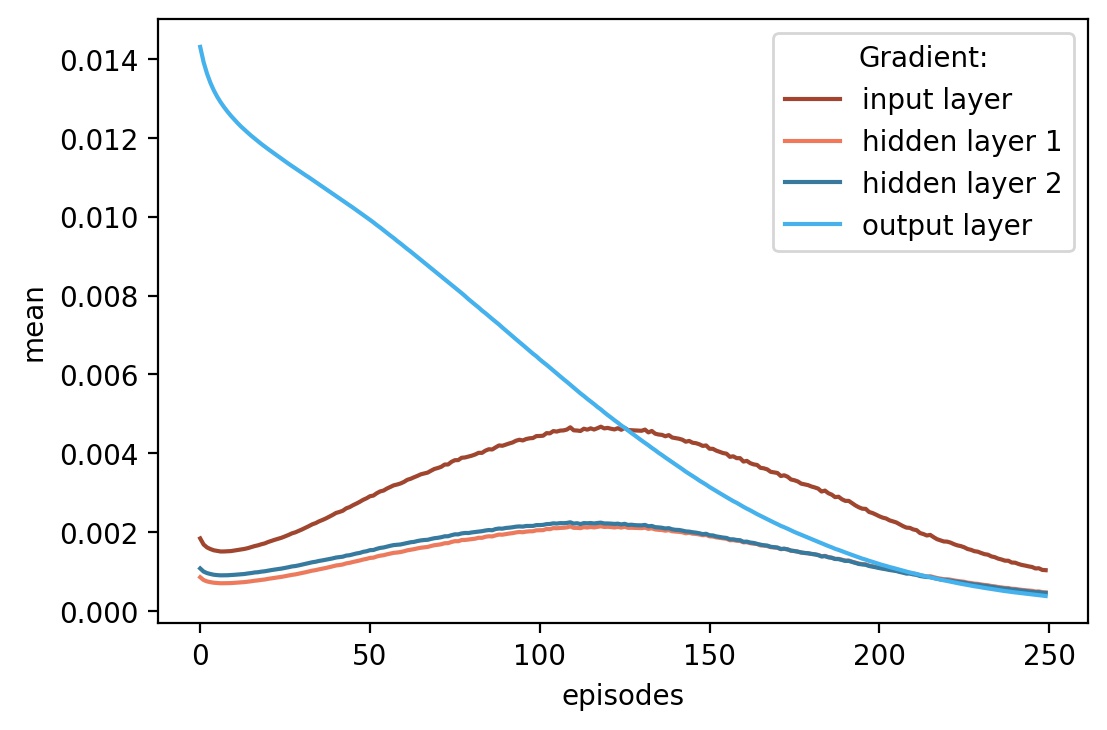 Gradient:
input layer
hidden layer 1
hidden layer 2
output layer
0.014
0.012
0.010
0.008
0.006
0.004
0.002
0.000
mean
0 50 100 150 200 250
episodes